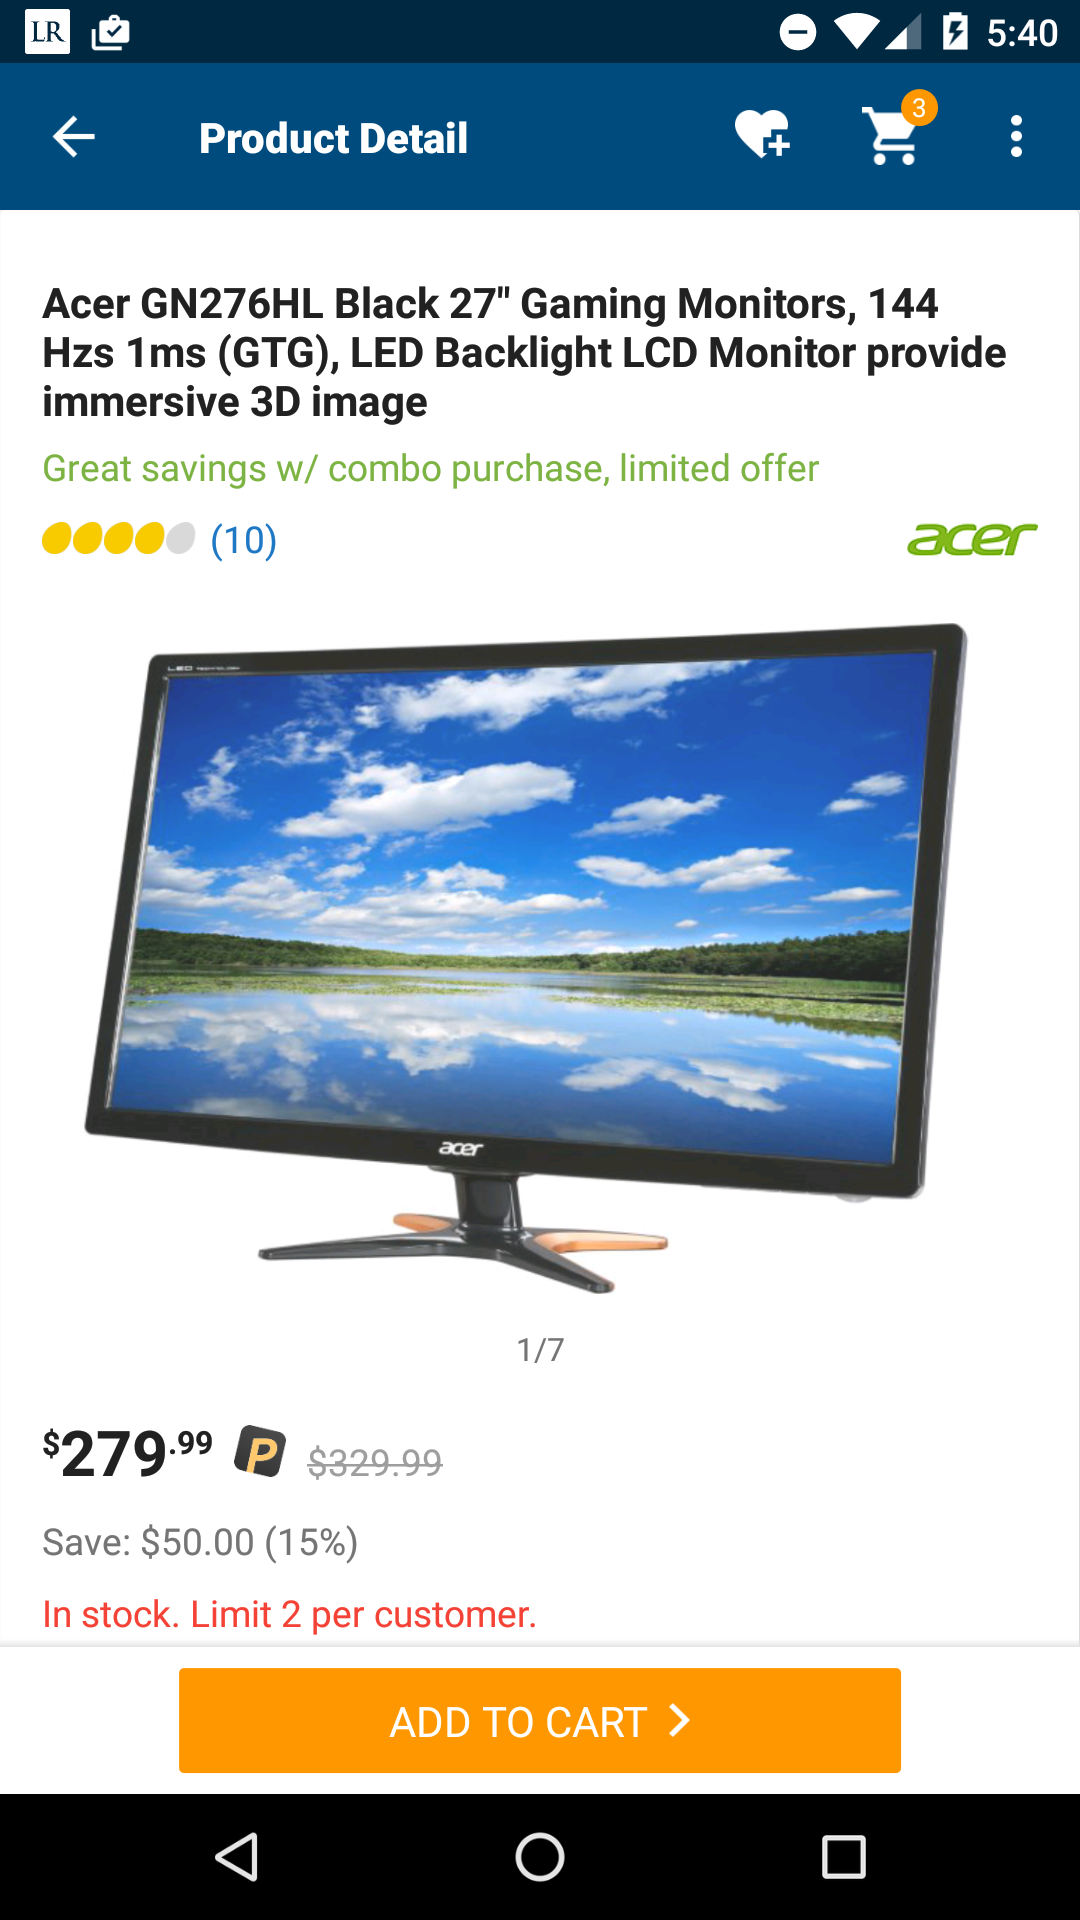 LR
5:40
Product Detail
3
Acer GN276HL Black 27" Gaming Monitors, 144
Hzs 1ms (GTG), LED Backlight LCD Monitor provide
immersive 3D image
Great savings w/ combo purchase, limited offer
(10)
acer
LED
acer
1/7
$279.99 P $329.99
Save: $50.00 (15%)
In stock. Limit 2 per customer.
ADD TO CART